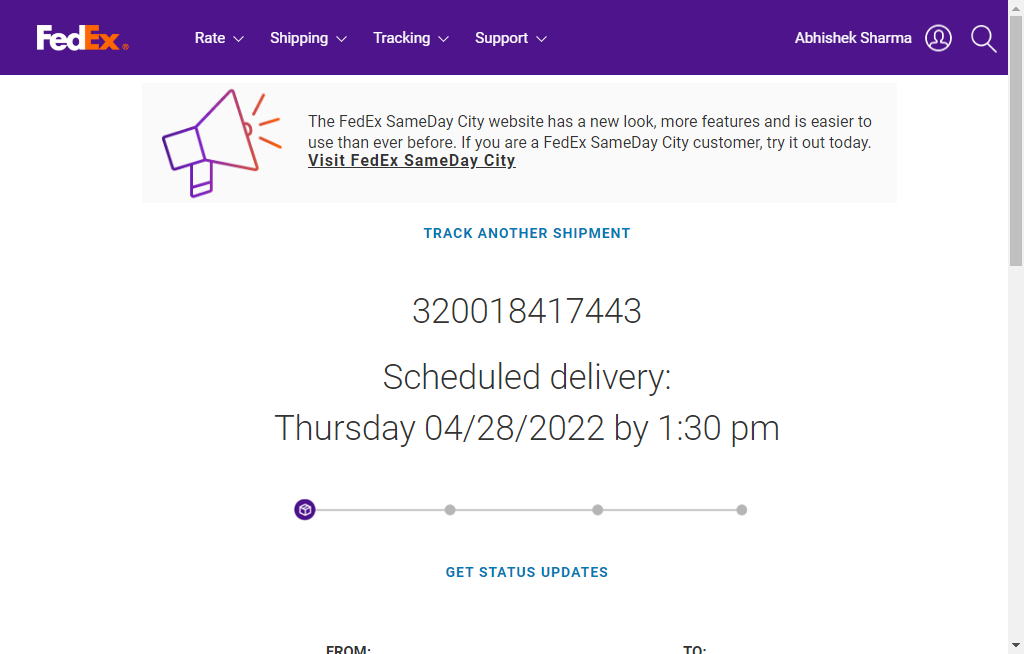 FedEx®
Rate Shipping Tracking Support Abhishek Sharma
The FedEx SameDay City website has a new look, more features and is easier to
use than ever before. If you are a FedEx SameDay City customer, try it out today.
Visit FedEx SameDay City
TRACK ANOTHER SHIPMENT
320018417443
Scheduled delivery:
Thursday 04/28/2022 by 1:30 pm
GET STATUS UPDATES
FROM: TO: